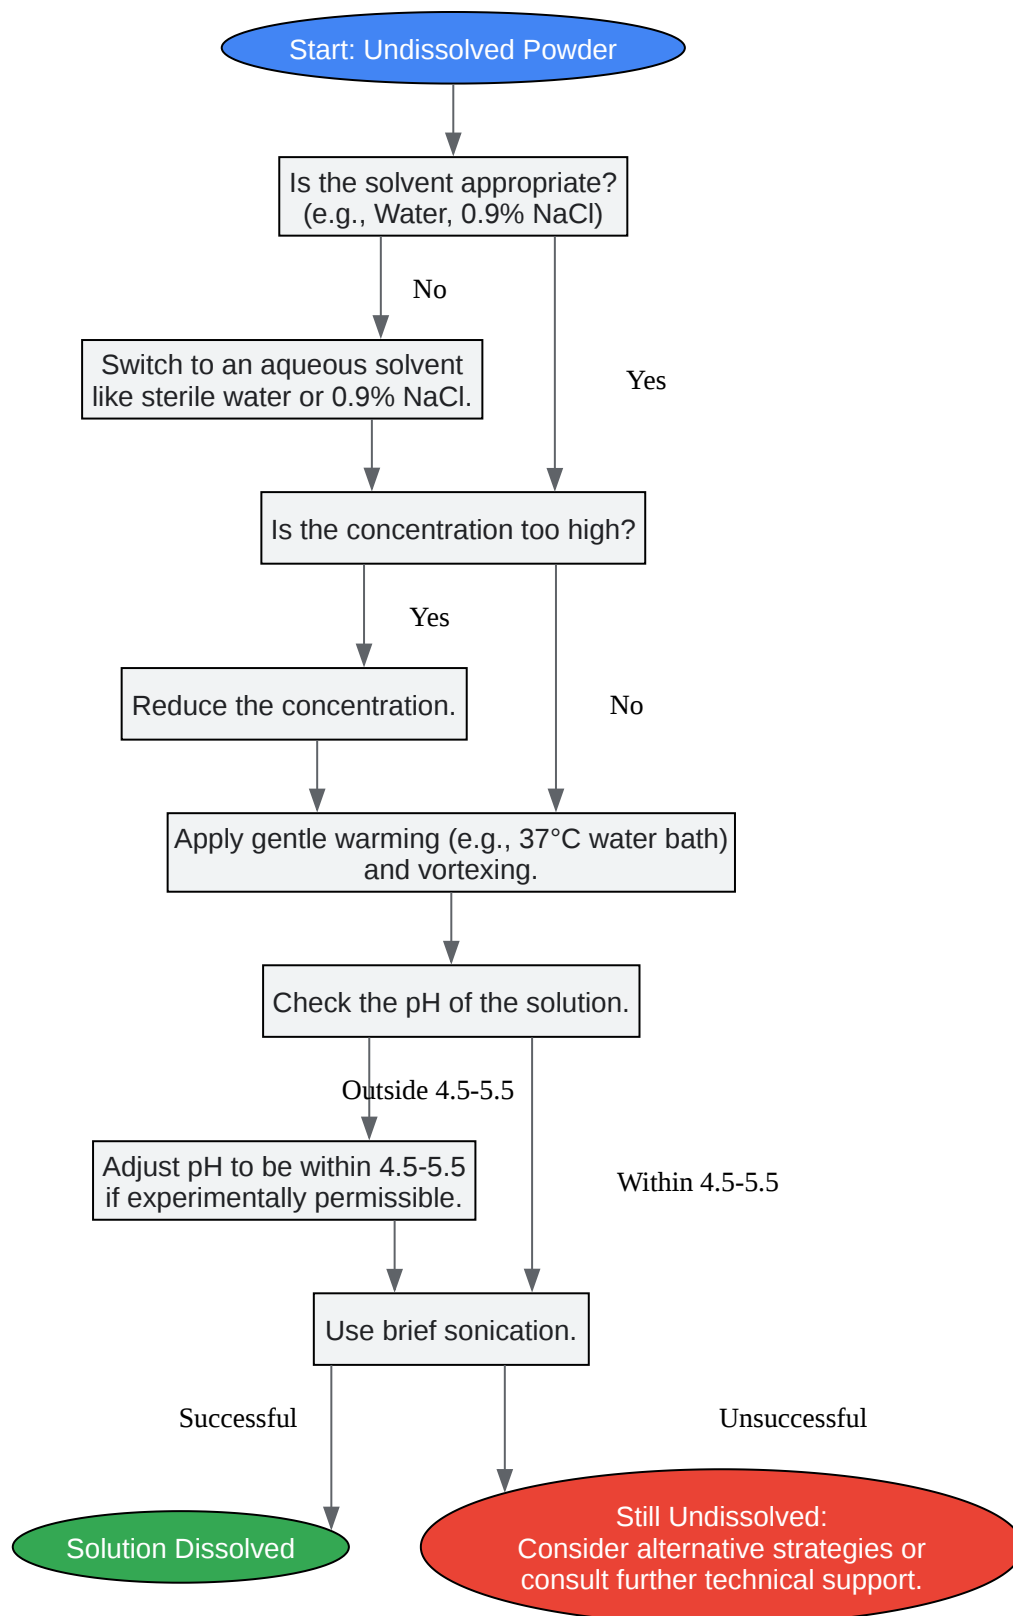 Start: Undissolved Powder
Is the solvent appropriate?
(e.g., Water, 0.9% NaCl)
No
Switch to an aqueous solvent
like sterile water or 0.9% NaCl.
Yes
Is the concentration too high?
Yes
Reduce the concentration.
No
Apply gentle warming (e.g., 37°C water bath)
and vortexing.
Check the pH of the solution.
Outside 4.5-5.5
Adjust pH to be within 4.5-5.5
if experimentally permissible.
Within 4.5-5.5
Use brief sonication.
Successful
Unsuccessful
Solution Dissolved
Still Undissolved:
Consider alternative strategies or
consult further technical support.